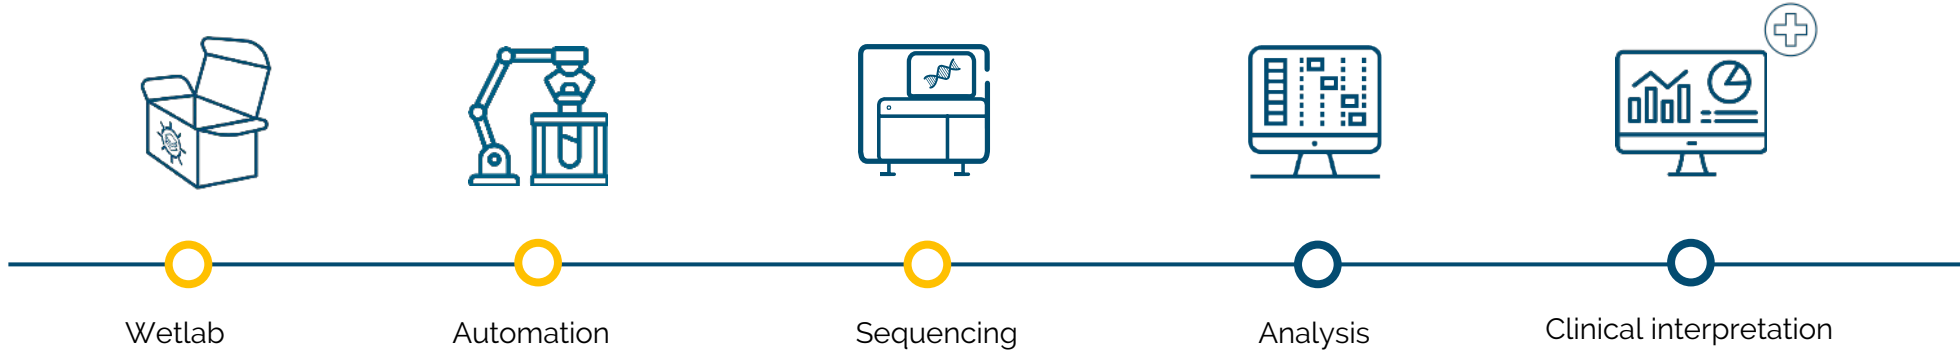 Wetlab
Automation
Sequencing
Analysis
Clinical interpretation